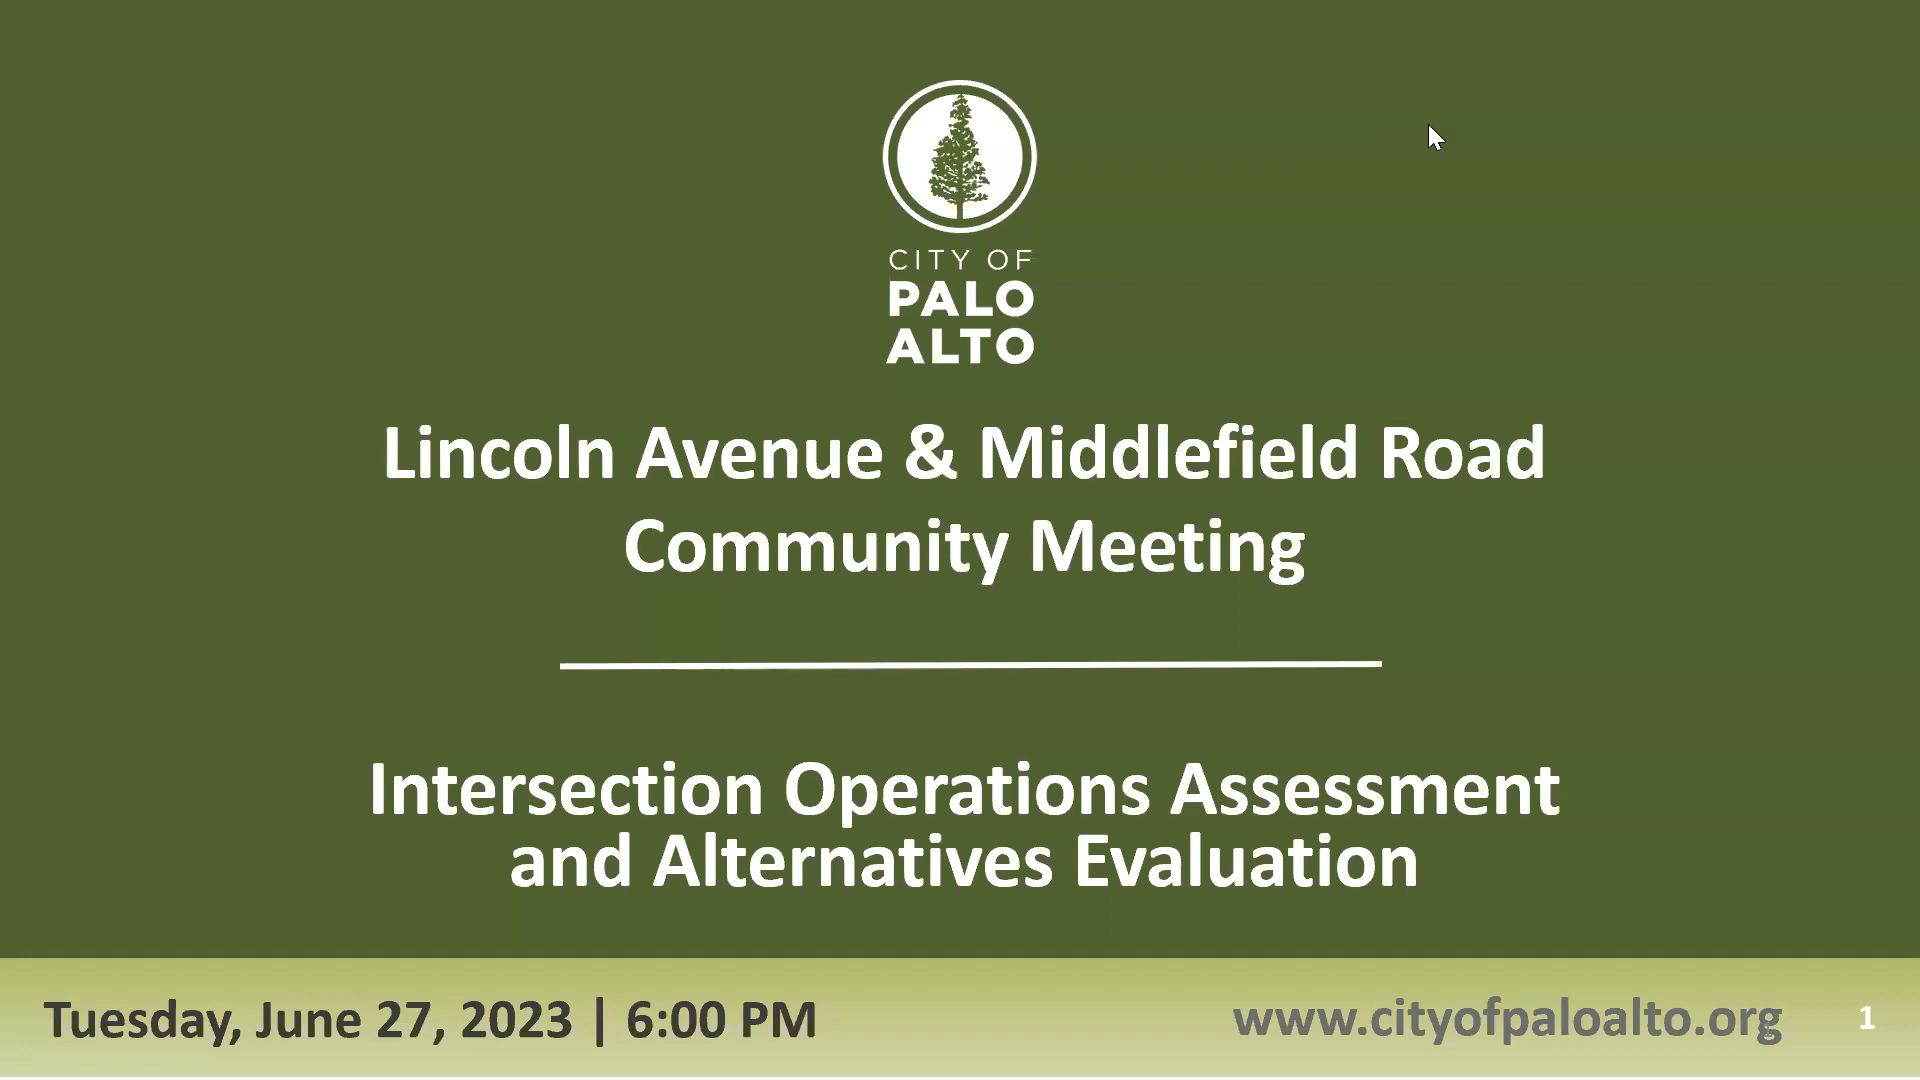 CITY OF
PALO
ALTO
Lincoln Avenue & Middlefield Road
Community Meeting
Intersection Operations Assessment
and Alternatives Evaluation
Tuesday, June 27, 2023 | 6:00 PM
www.cityofpaloalto.org
1